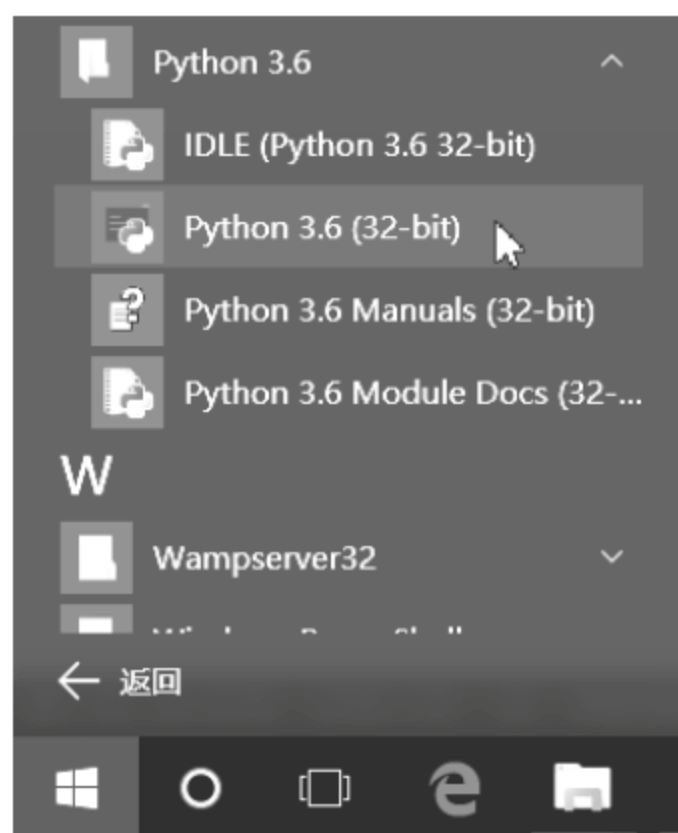 Python 3.6
IDLE (Python 3.6 32-bit)
Python 3.6 (32-bit)
Python 3.6 Manuals (32-bit)
Python 3.6 Module Docs (32-...
W
Wampserver32
返回